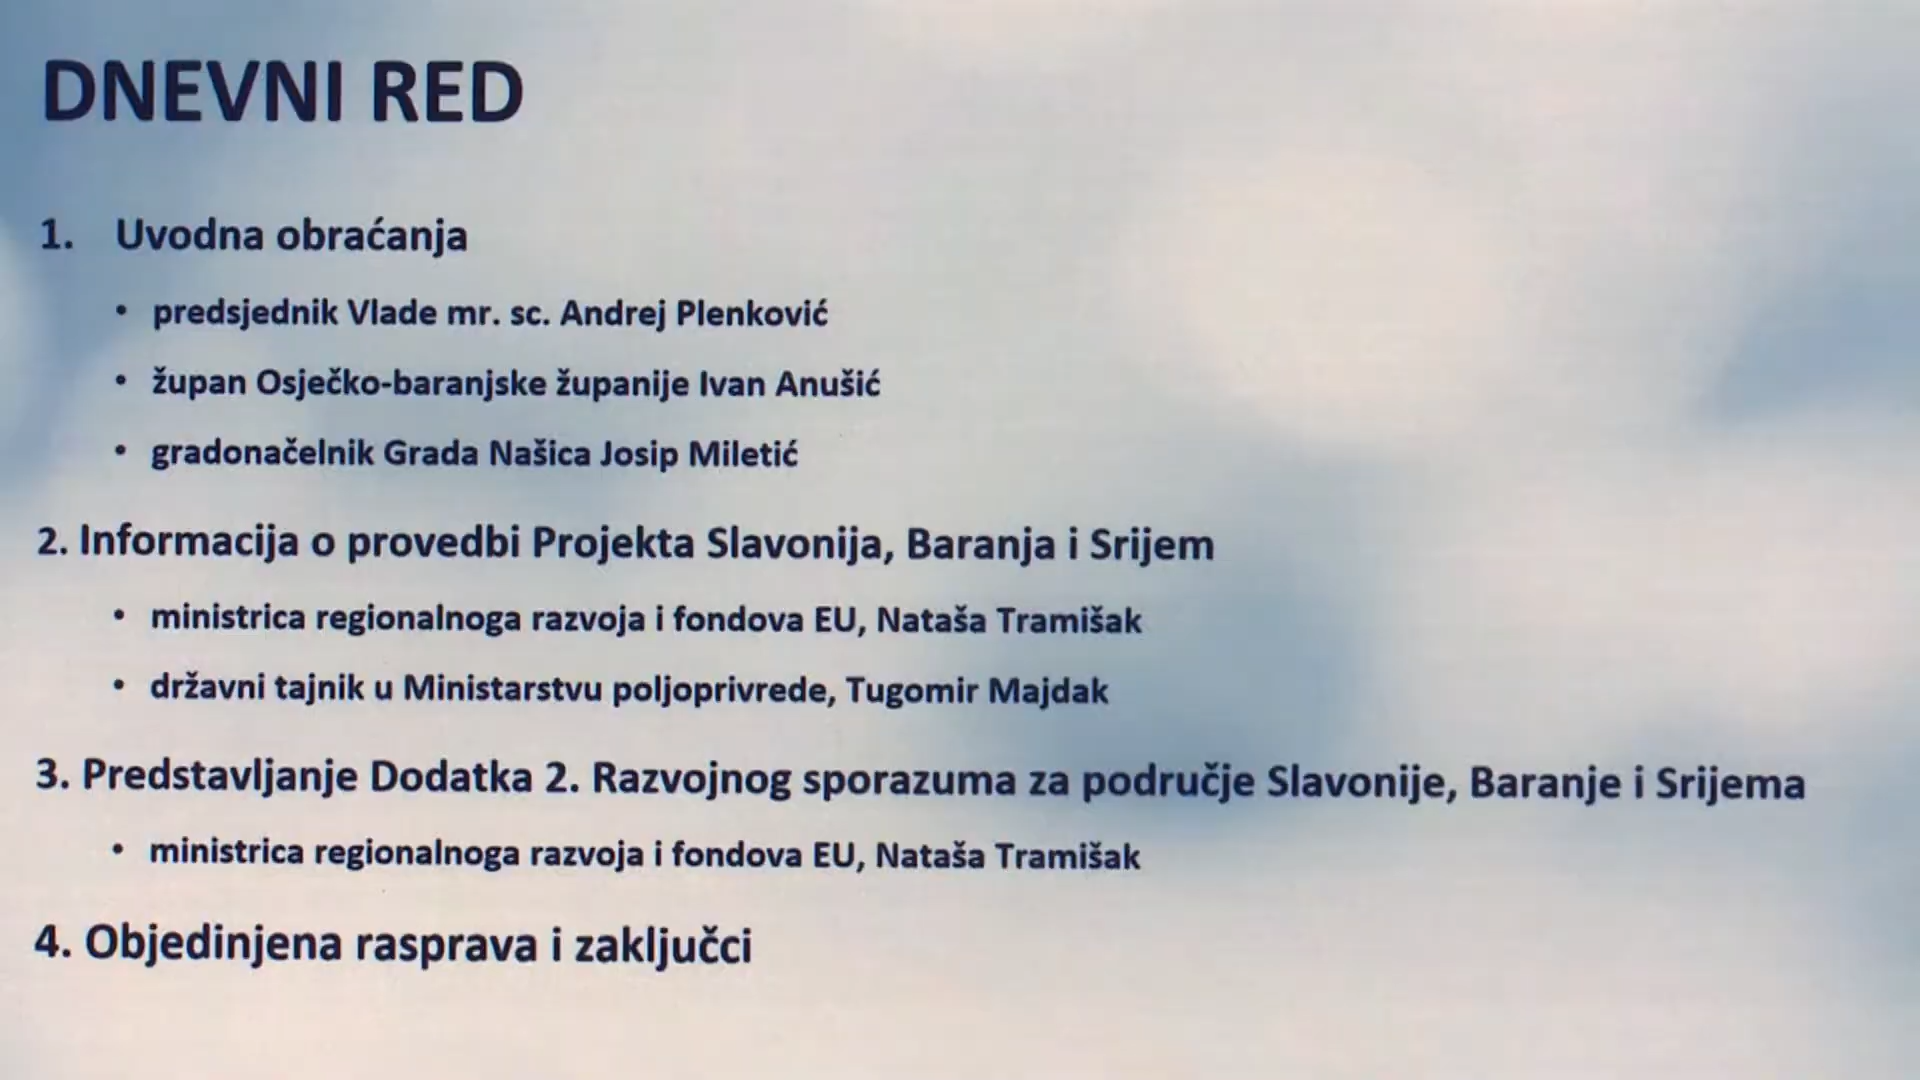 DNEVNI RED
1. Uvodna obraćanja
• predsjednik Vlade mr. sc. Andrej Plenković
• župan Osječko-baranjske županije Ivan Anušić
• gradonačelnik Grada Našica Josip Miletić
2. Informacija o provedbi Projekta Slavonija, Baranja i Srijem
• ministrica regionalnoga razvoja i fondova EU, Nataša Tramišak
• državni tajnik u Ministarstvu poljoprivrede, Tugomir Majdak
3. Predstavljanje Dodatka 2. Razvojnog sporazuma za područje Slavonije, Baranje i Srijema
• ministrica regionalnoga razvoja i fondova EU, Nataša Tramišak
4. Objedinjena rasprava i zaključci